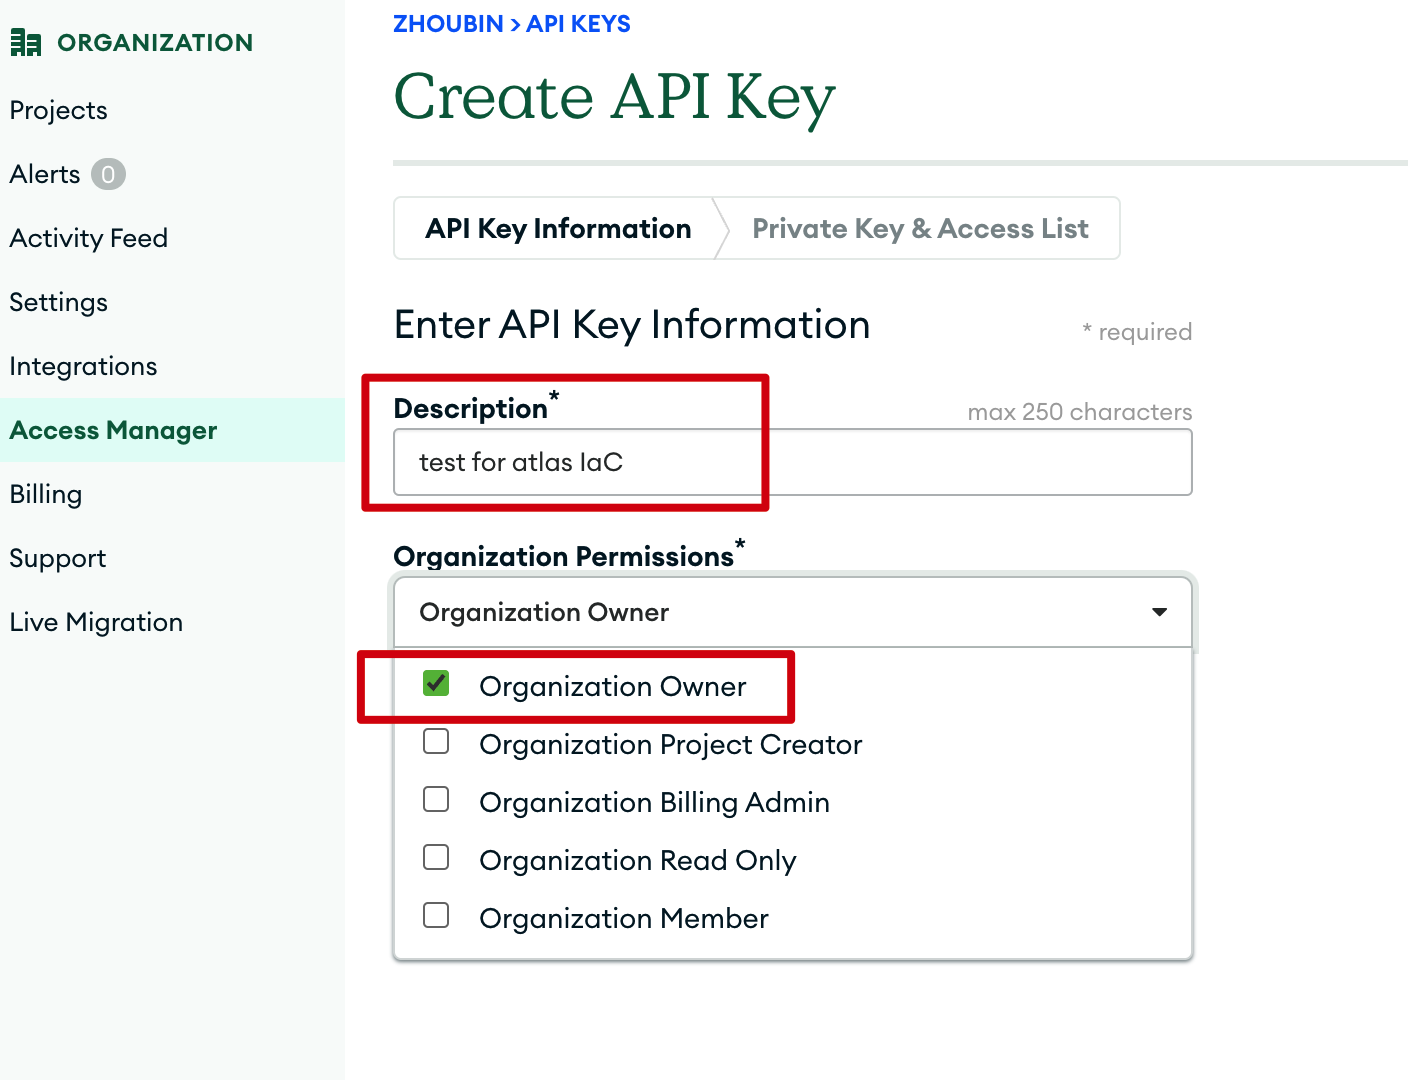 ORGANIZATION
Projects
Alerts 0
Activity Feed
Settings
Integrations
Access Manager
Billing
Support
Live Migration
ZHOUBIN > API KEYS
Create API Key
API Key Information
Private Key & Access List
Enter API Key Information
* required
Description*
max 250 characters
test for atlas IaC
Organization Permissions*
Organization Owner
Organization Owner
Organization Project Creator
Organization Billing Admin
Organization Read Only
Organization Member